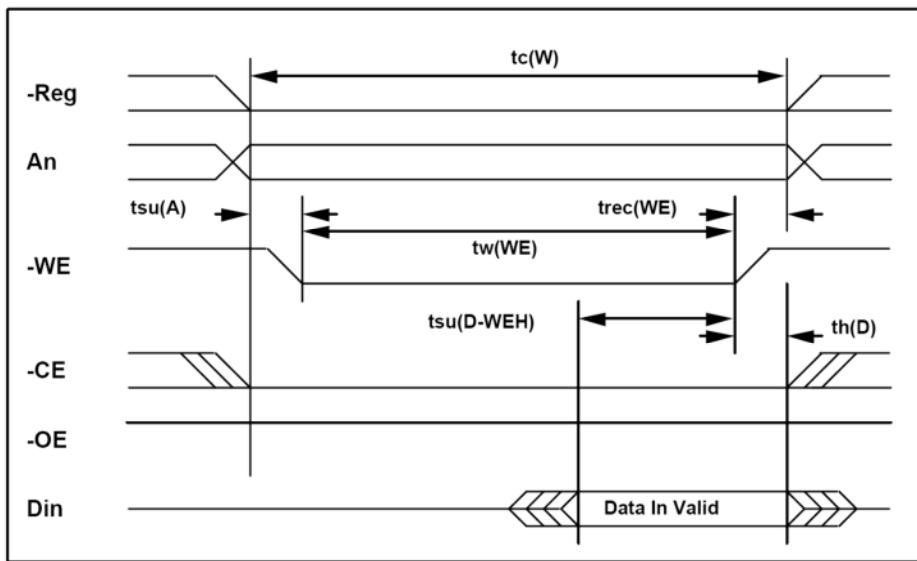 tc(W)
-Reg
An
tsu(A)
trec(WE)
tw(WE)
-WE
tsu(D-WEH)
th(D)
-CE
-OE
Din
Data In Valid